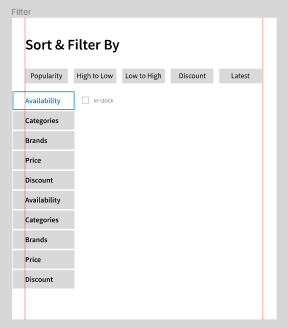 Filter
Sort & Filter By
Popularity High to Low Low to High Discount Latest
Availability In-stock
Categories
Brands
Price
Discount
Availability
Categories
Brands
Price
Discount